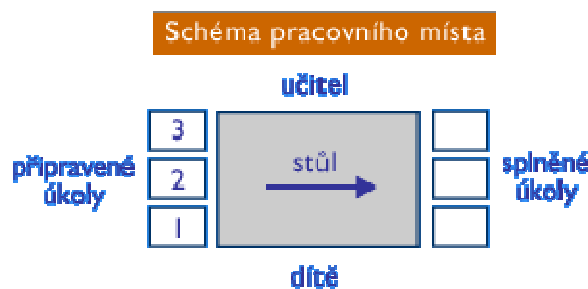 Schéma pracovního místa
učitel
3
připravené
úkoly
2
1
stůl
splněné
úkoly
dítě